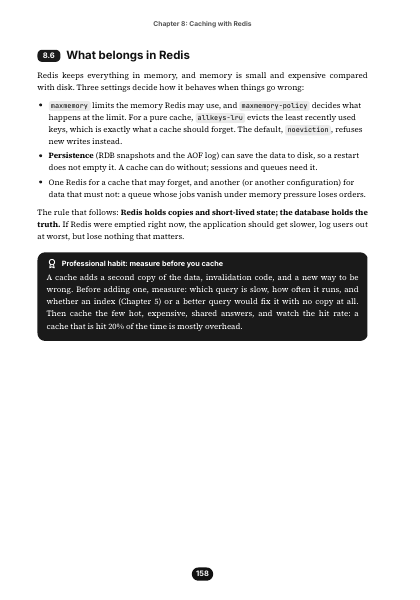 Chapter 8: Caching with Redis
8.6 What belongs in Redis
Redis keeps everything in memory, and memory is small and expensive compared
with disk. Three settings decide how it behaves when things go wrong:
• maxmemory limits the memory Redis may use, and maxmemory-policy decides what
happens at the limit. For a pure cache, allkeys-lru evicts the least recently used
keys, which is exactly what a cache should forget. The default, noeviction, refuses
new writes instead.
• Persistence (RDB snapshots and the AOF log) can save the data to disk, so a restart
does not empty it. A cache can do without; sessions and queues need it.
• One Redis for a cache that may forget, and another (or another configuration) for
data that must not: a queue whose jobs vanish under memory pressure loses orders.
The rule that follows: Redis holds copies and short-lived state; the database holds the
truth. If Redis were emptied right now, the application should get slower, log users out
at worst, but lose nothing that matters.
Professional habit: measure before you cache
A cache adds a second copy of the data, invalidation code, and a new way to be
wrong. Before adding one, measure: which query is slow, how often it runs, and
whether an index (Chapter 5) or a better query would fix it with no copy at all.
Then cache the few hot, expensive, shared answers, and watch the hit rate: a
cache that is hit 20% of the time is mostly overhead.
158